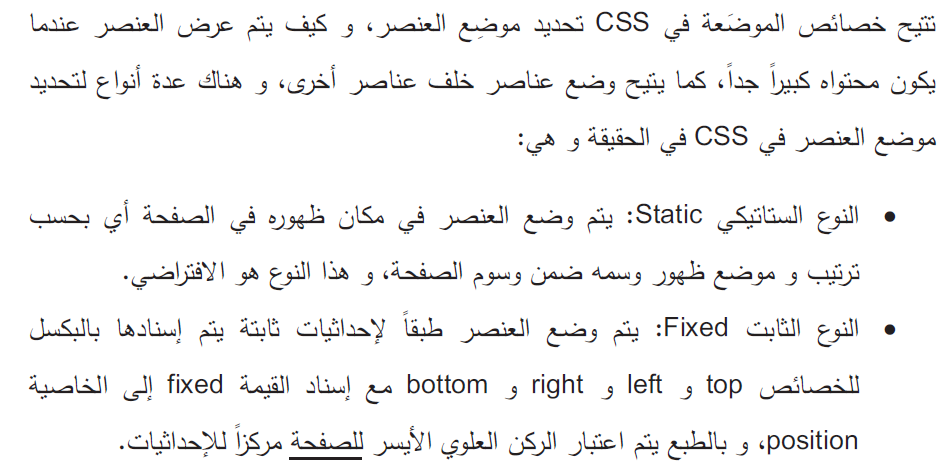 تتيح خصائص الموضَعة في CSS تحديد موضِع العنصر، و كيف يتم عرض العنصر عندما
يكون محتواه كبيراً جداً، كما يتيح وضع عناصر خلف عناصر أخرى، و هناك عدة أنواع لتحديد
موضع العنصر في CSS في الحقيقة و هي:
• النوع الستاتيكي Static: يتم وضع العنصر في مكان ظهوره في الصفحة أي بحسب
ترتيب و موضع ظهور وسمه ضمن وسوم الصفحة، و هذا النوع هو الافتراضي.
• النوع الثابت Fixed: يتم وضع العنصر طبقاً لإحداثيات ثابتة يتم إسنادها بالبكسل
للخصائص top و left و right و bottom مع إسناد القيمة fixed إلى الخاصية
position، و بالطبع يتم اعتبار الركن العلوي الأيسر للصفحة مركزاً للإحداثيات.